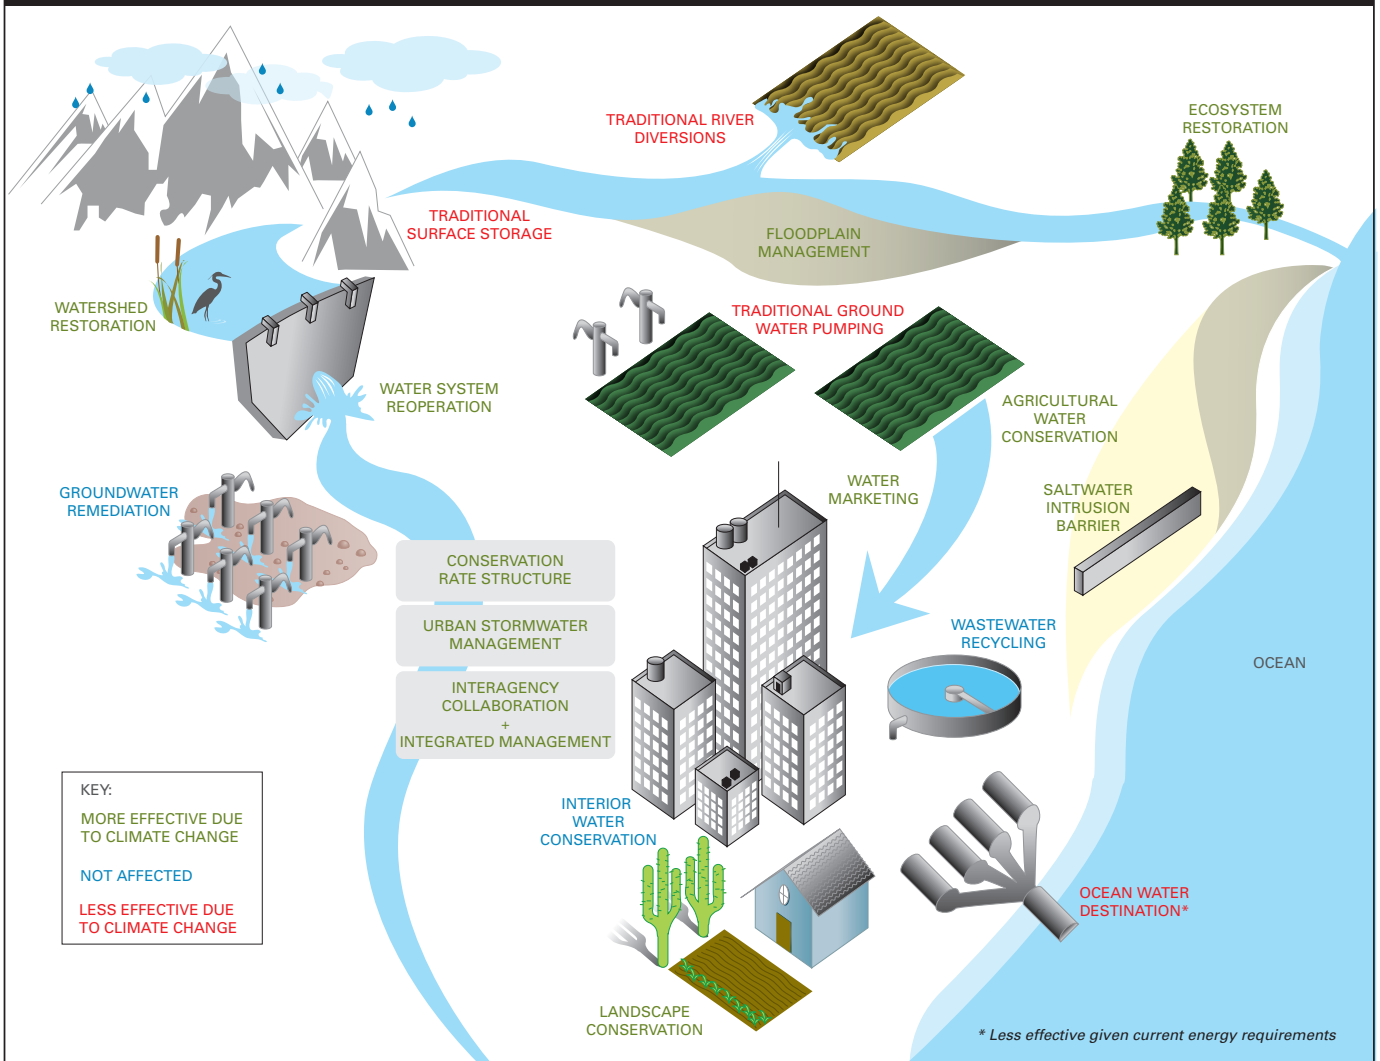 TRADITIONAL RIVER
DIVERSIONS
ECOSYSTEM
RESTORATION
TRADITIONAL
SURFACE STORAGE
FLOODPLAIN
MANAGEMENT
WATERSHED
RESTORATION
TRADITIONAL GROUND
WATER PUMPING
WATER SYSTEM
REOPERATION
AGRICULTURAL
WATER
CONSERVATION
GROUNDWATER
REMEDIATION
WATER
MARKETING
SALTWATER
INTRUSION
BARRIER
CONSERVATION
RATE STRUCTURE
URBAN STORMWATER
MANAGEMENT
INTERAGENCY
COLLABORATION
+
INTEGRATED MANAGEMENT
WASTEWATER
RECYCLING
OCEAN
KEY:
MORE EFFECTIVE DUE
TO CLIMATE CHANGE
NOT AFFECTED
LESS EFFECTIVE DUE
TO CLIMATE CHANGE
INTERIOR
WATER
CONSERVATION
OCEAN WATER
DESTINATION*
LANDSCAPE
CONSERVATION
* Less effective given current energy requirements